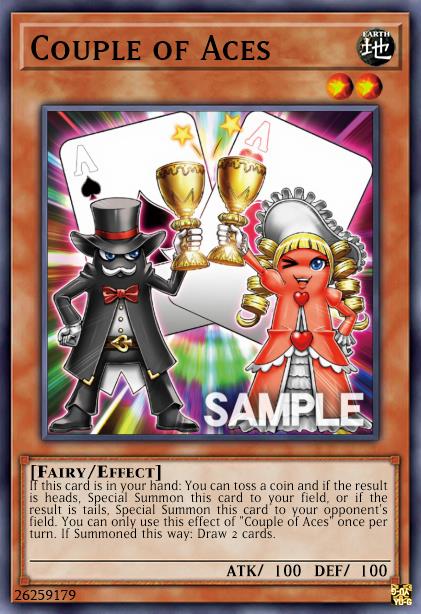 COUPLE OF ACES
EARTH
地
A
A
SAMPLE
[FAIRY/EFFECT]
If this card is in your hand: You can toss a coin and if the result
is heads, Special Summon this card to your field, or if the
result is tails, Special Summon this card to your opponent's
field. You can only use this effect of "Couple of Aces" once per
turn. If Summoned this way: Draw 2 cards.
ATK/ 100 DEF/ 100
26259179